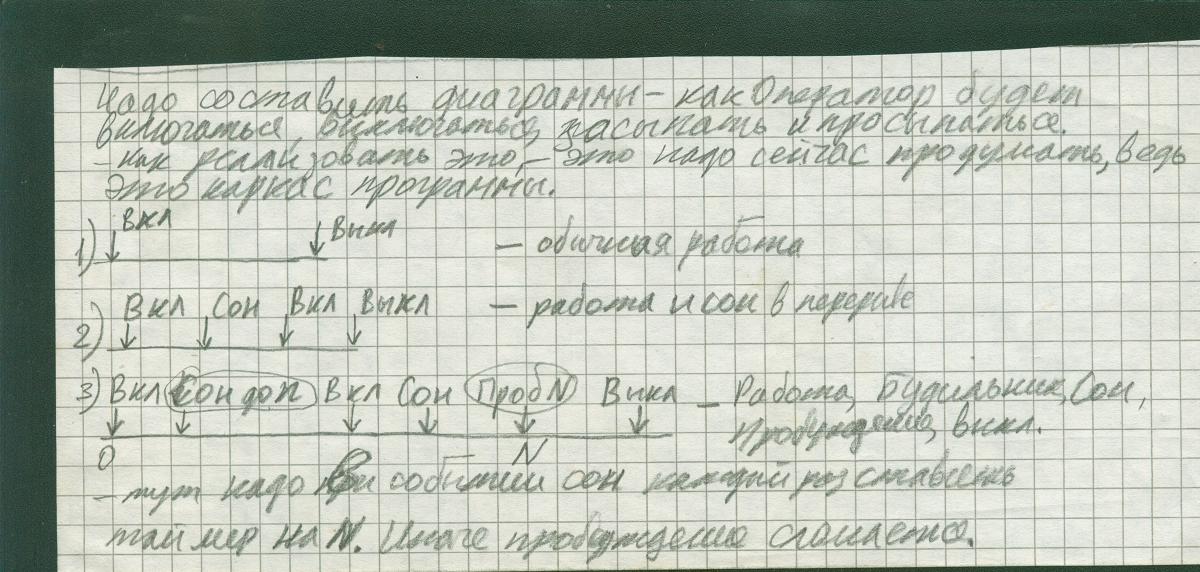 Надо составить диаграммы - как Оператор будет
включаться, выключаться, засыпать и просыпаться.
- как реализовать это, - это надо сейчас продумать, ведь
это каркас программы.
1) Вкл Выкл - обычная работа
2) Вкл Сон Вкл Выкл - работа и сон в перерыве
3) Вкл Сон доп Вкл Сон Проб N Выкл - Работа, Будильник, Сон,
Пробуждение, выкл.
0 N
- тут надо при событии сон каждый раз ставить
таймер на N. Иначе пробуждение сломается.